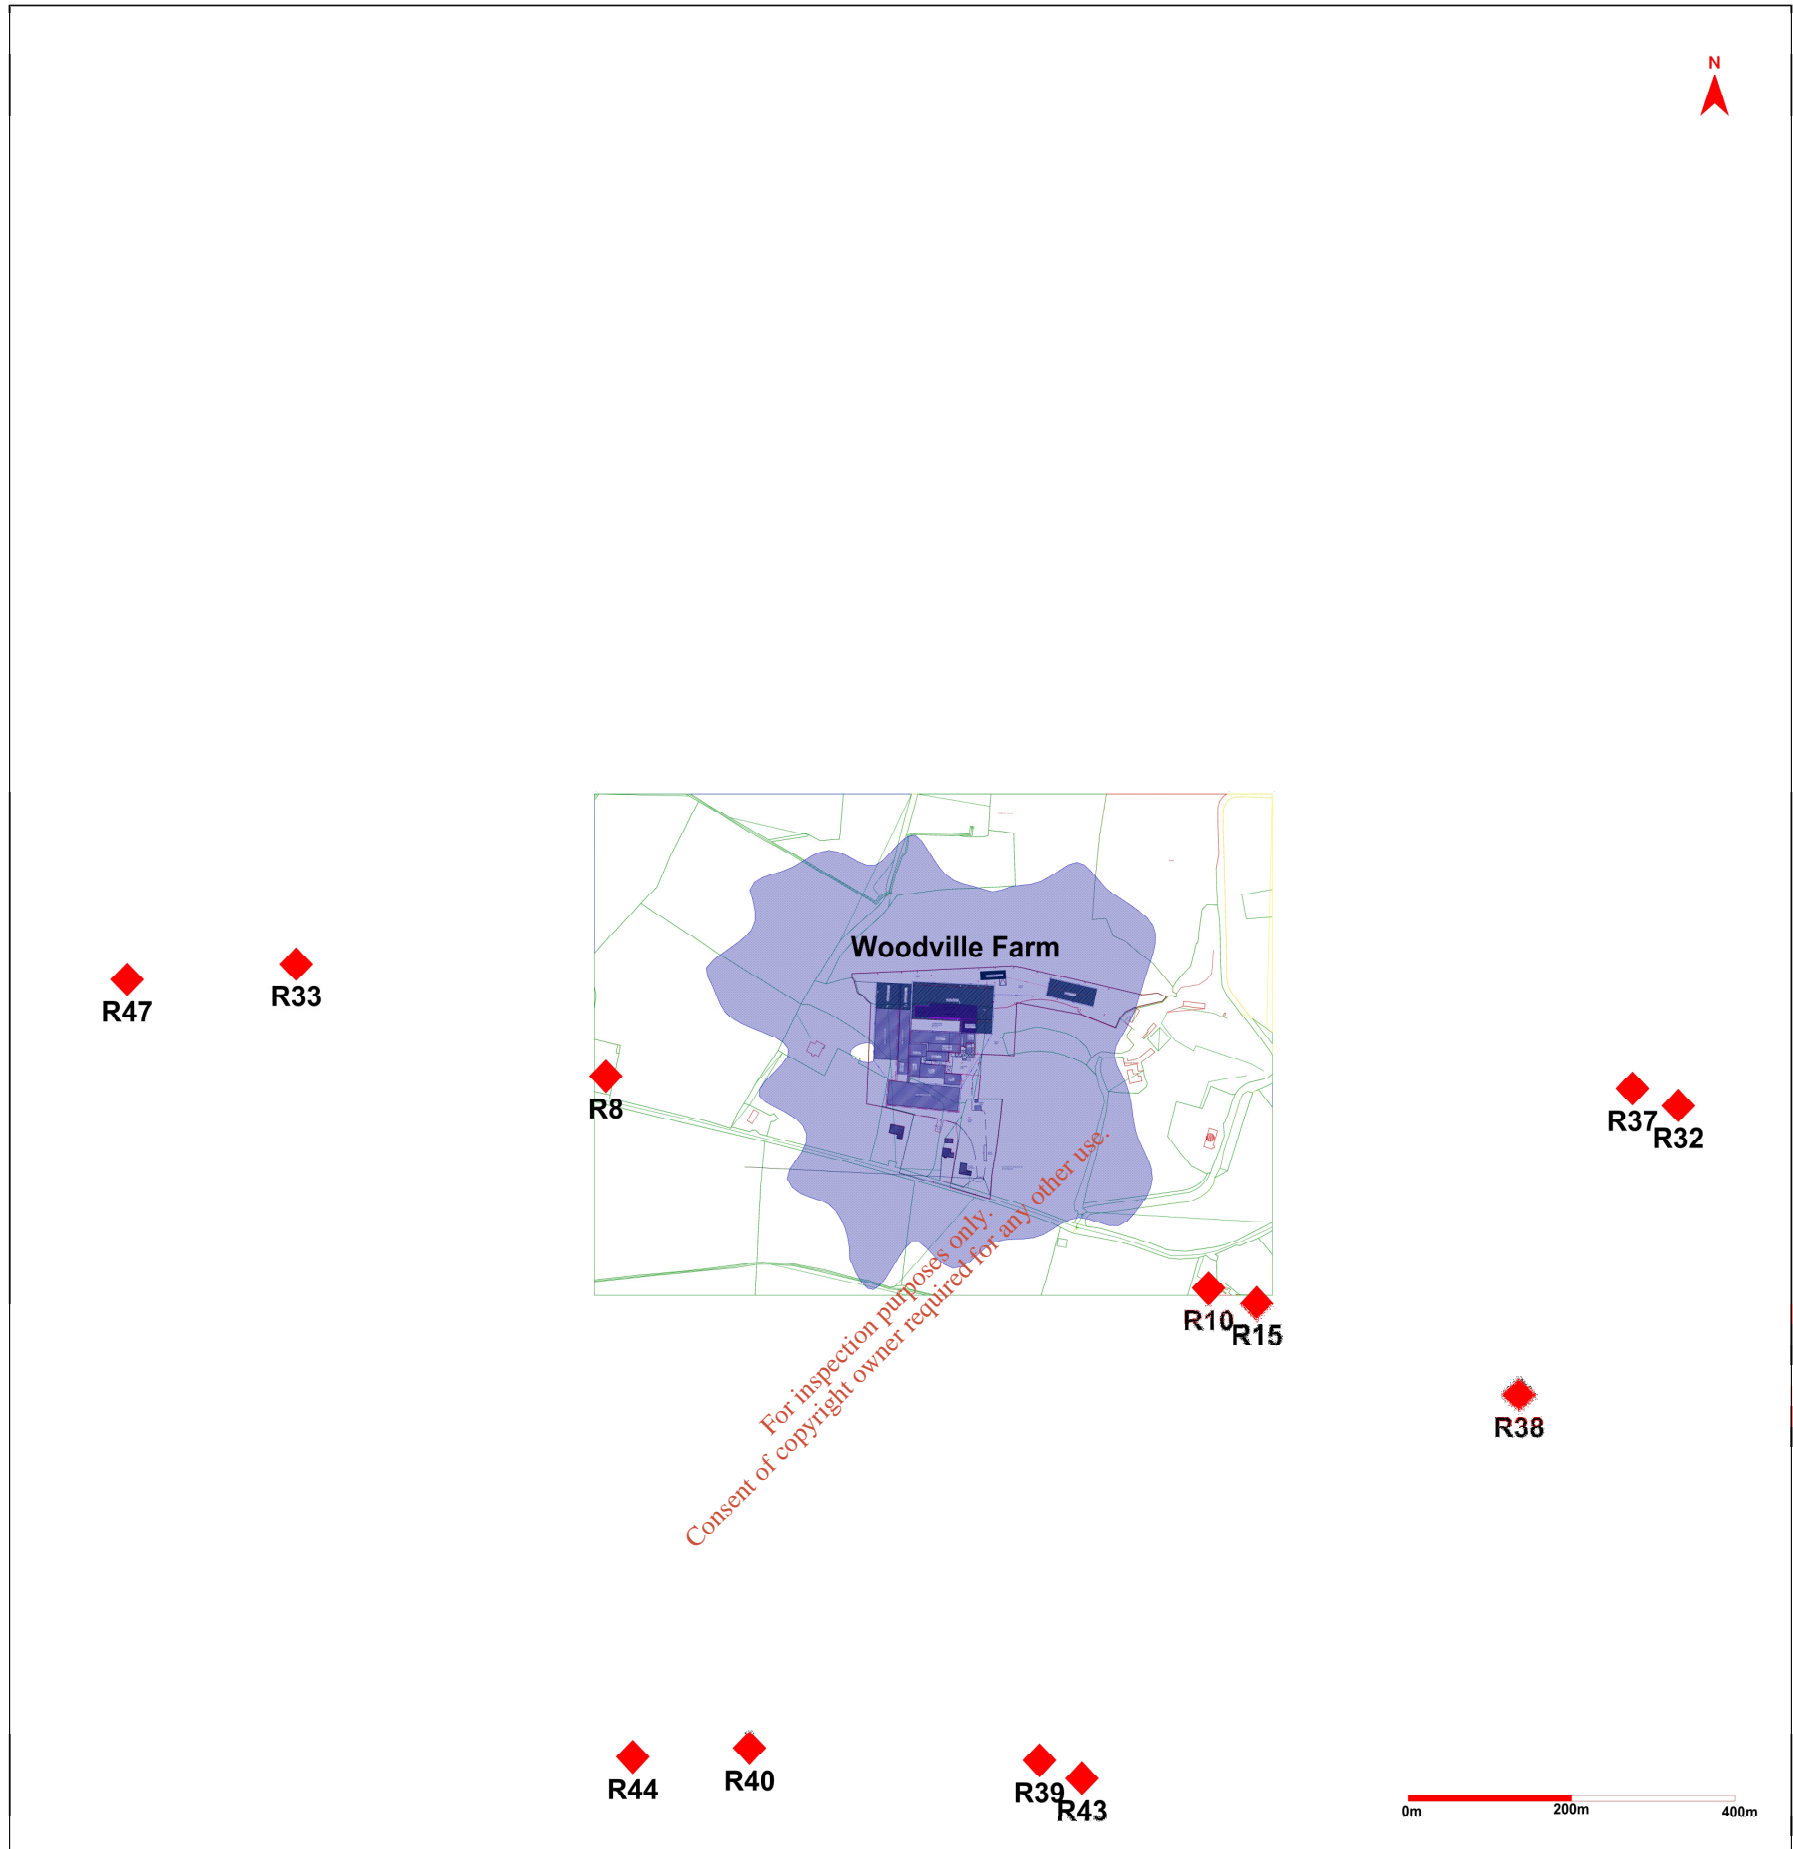 N
Woodville Farm
R47
R33
R8
R37
R32
R10
R15
R38
For inspection purposes only.
Consent of copyright owner required for any other use.
R44
R40
R39
R43
0m 200m 400m